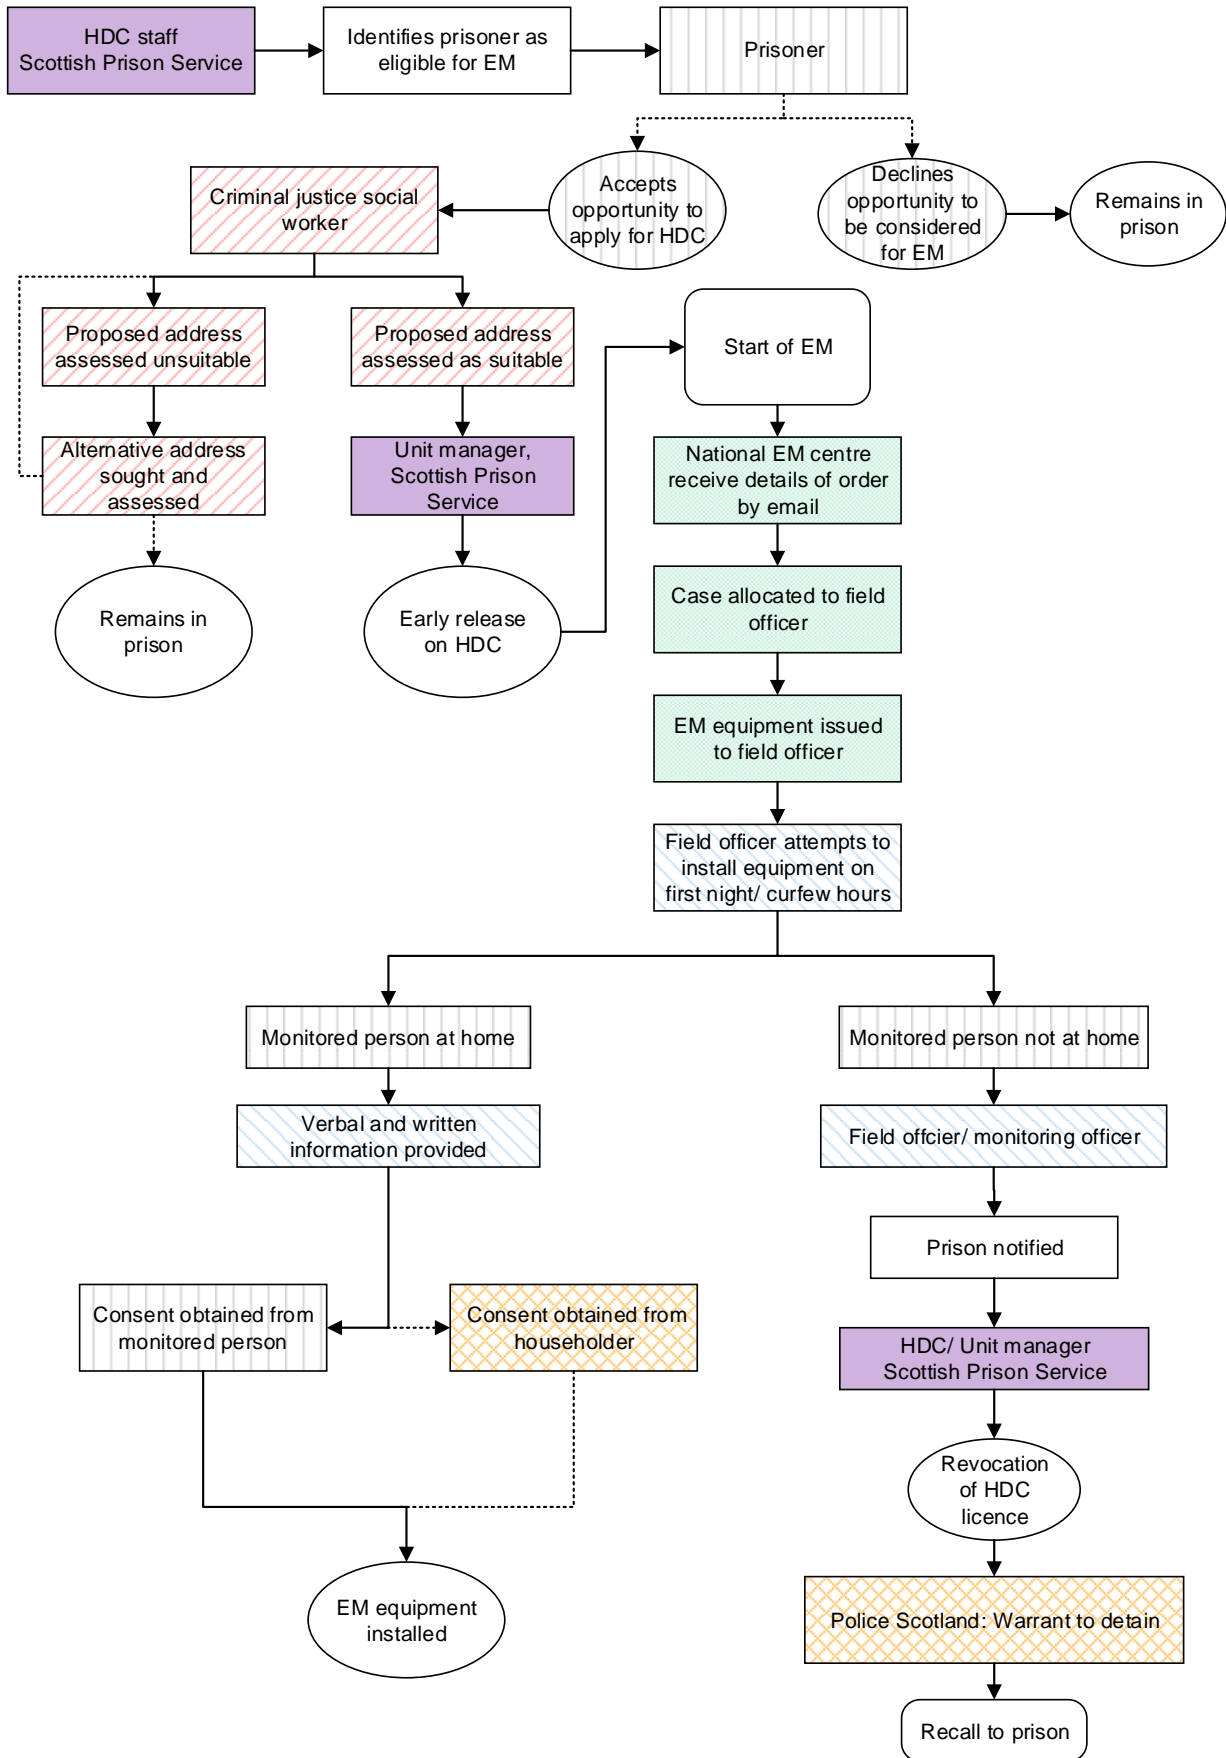 HDC staff
Scottish Prison Service
Identifies prisoner as
eligible for EM
Prisoner
Accepts
opportunity to
apply for HDC
Declines
opportunity to
be considered
for EM
Remains in
prison
Criminal justice social
worker
Proposed address
assessed unsuitable
Proposed address
assessed as suitable
Start of EM
Alternative address
sought and
assessed
Unit manager,
Scottish Prison
Service
National EM centre
receive details of order
by email
Remains in
prison
Early release
on HDC
Case allocated to field
officer
EM equipment issued
to field officer
Field officer attempts to
install equipment on
first night/ curfew hours
Monitored person at home
Monitored person not at home
Verbal and written
information provided
Field offcier/ monitoring officer
Prison notified
Consent obtained from
monitored person
Consent obtained from
householder
HDC/ Unit manager
Scottish Prison Service
Revocation
of HDC
licence
EM equipment
installed
Police Scotland: Warrant to detain
Recall to prison